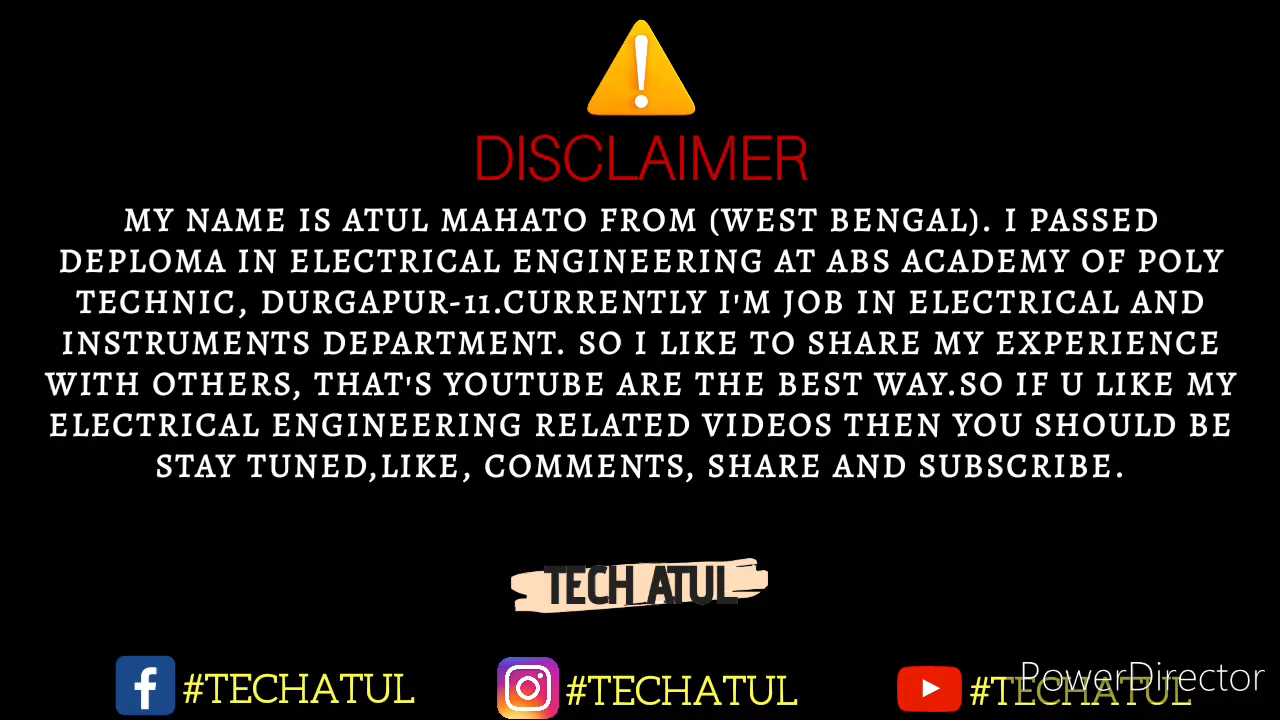 DISCLAIMER
MY NAME IS ATUL MAHATO FROM (WEST BENGAL). I PASSED
DEPLOMA IN ELECTRICAL ENGINEERING AT ABS ACADEMY OF POLY
TECHNIC, DURGAPUR-11.CURRENTLY I'M JOB IN ELECTRICAL AND
INSTRUMENTS DEPARTMENT. SO I LIKE TO SHARE MY EXPERIENCE
WITH OTHERS, THAT'S YOUTUBE ARE THE BEST WAY.SO IF U LIKE MY
ELECTRICAL ENGINEERING RELATED VIDEOS THEN YOU SHOULD BE
STAY TUNED,LIKE, COMMENTS, SHARE AND SUBSCRIBE.
TECH ATUL
#TECHATUL #TECHATUL #TECHATUL
PowerDirector